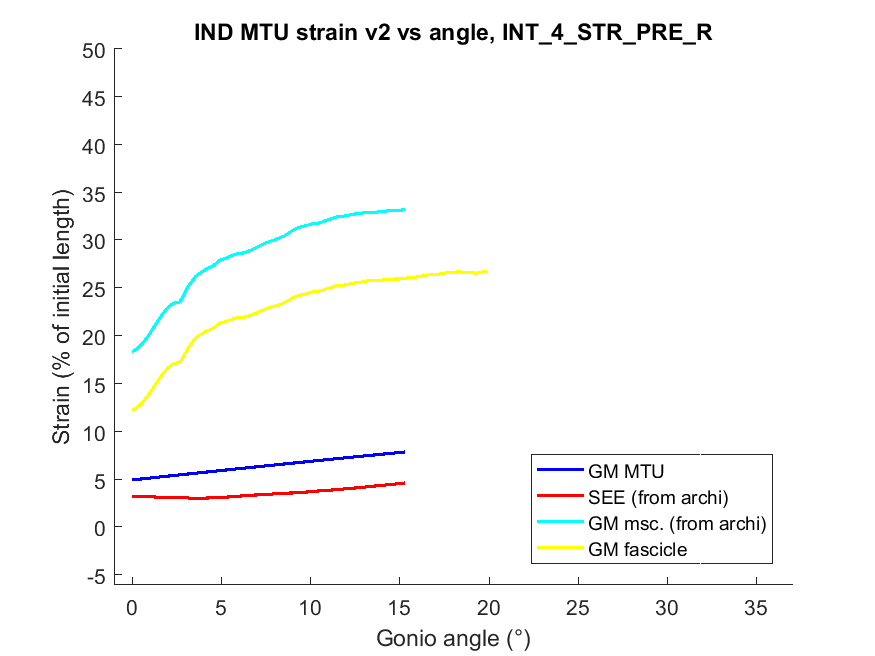 IND MTU strain v2 vs angle, INT_4_STR_PRE_R
50
45
40
35
30
25
20
15
10
5
0
-5
Strain (% of initial length)
GM MTU
SEE (from archi)
GM msc. (from archi)
GM fascicle
0 5 10 15 20 25 30 35
Gonio angle (°)